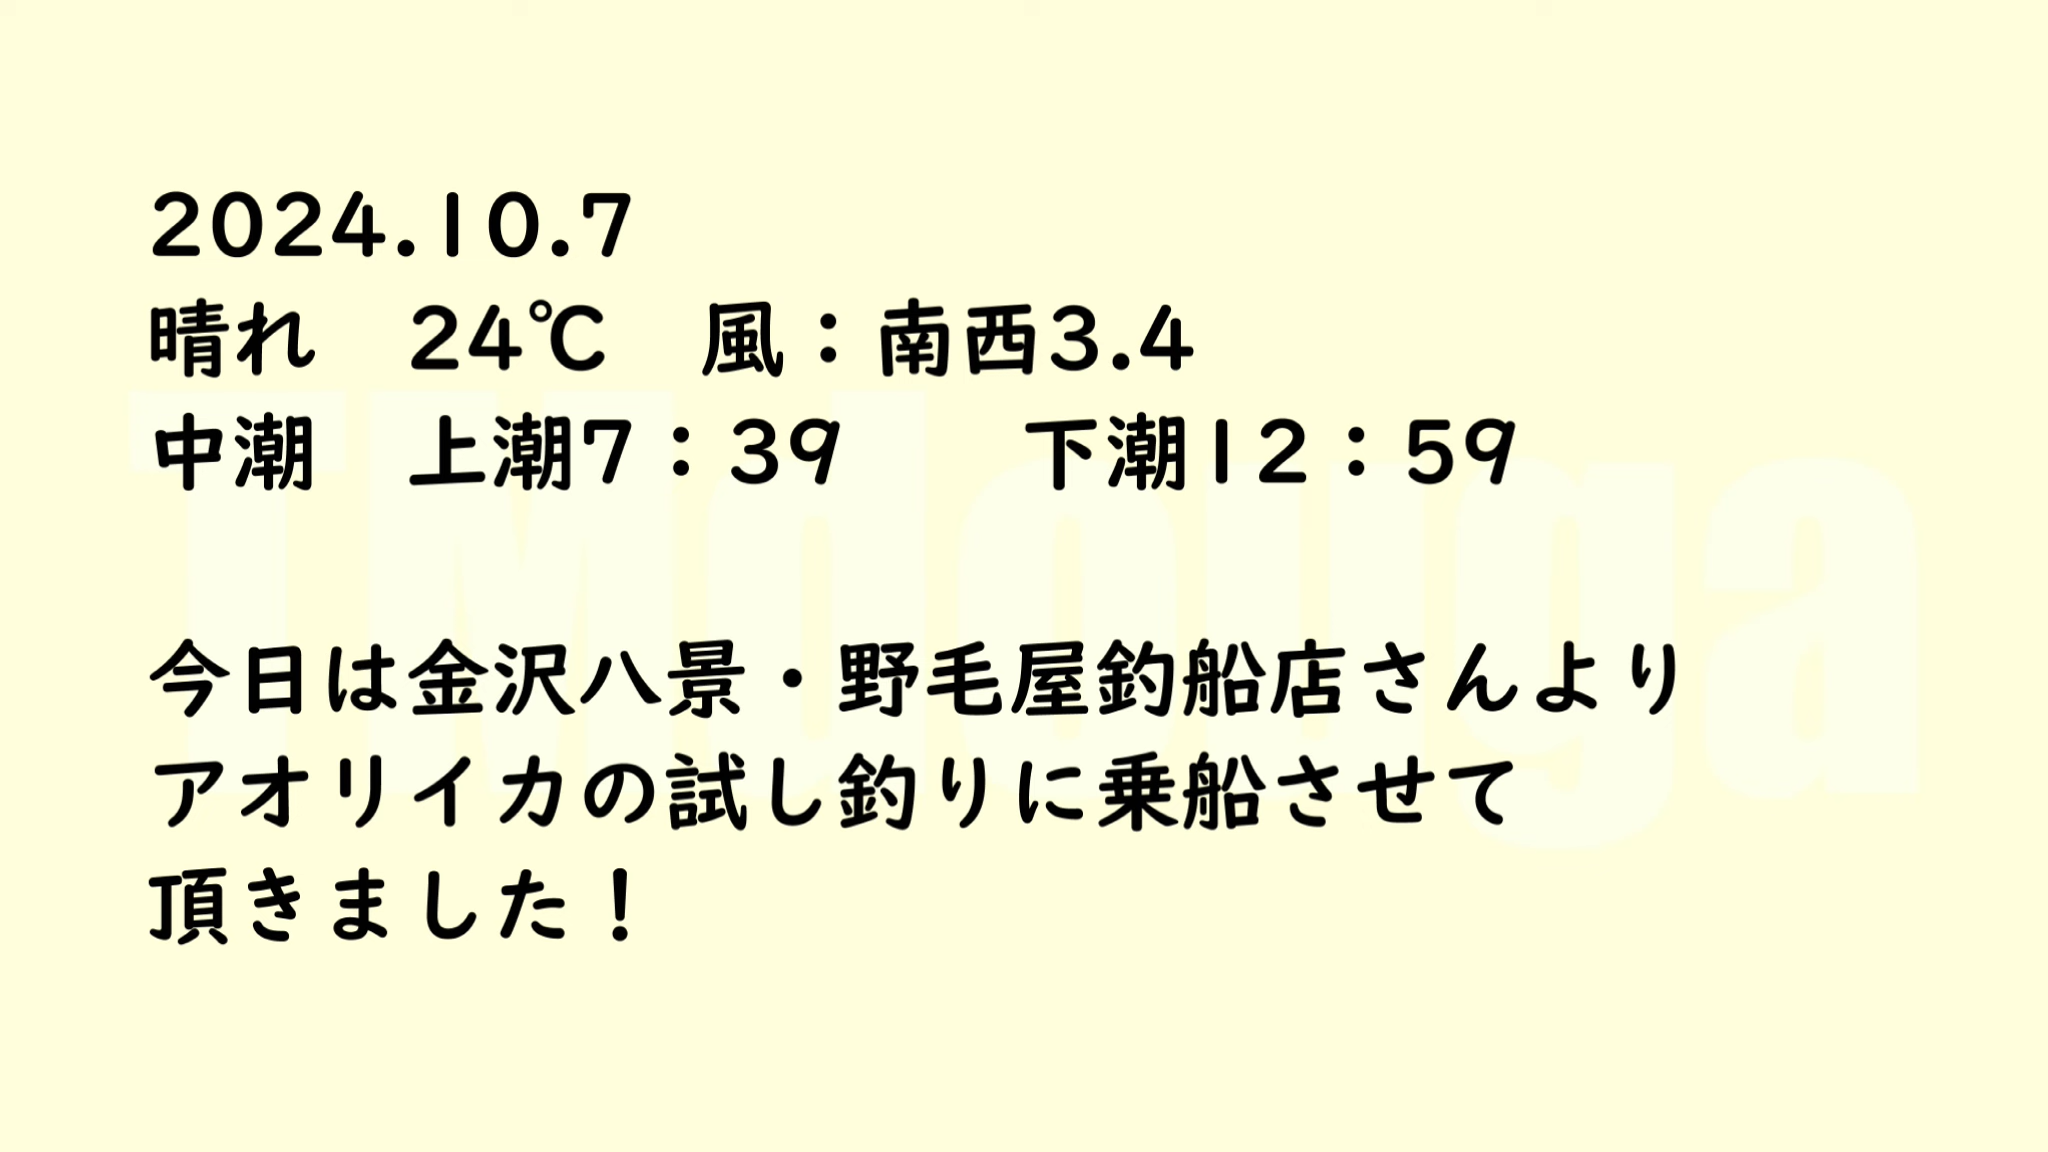 2024.10.7
晴れ　24℃　風：南西3.4
中潮　上潮7：39　　下潮12：59
今日は金沢八景・野毛屋釣船店さんより
アオリイカの試し釣りに乗船させて
頂きました！
TMdouga